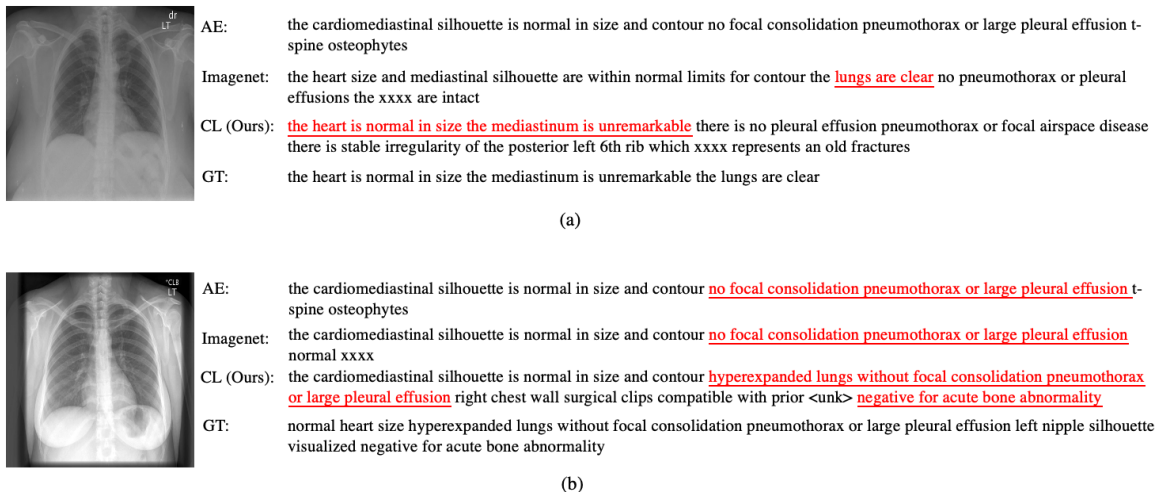 dr
LT
AE: the cardiomediastinal silhouette is normal in size and contour no focal consolidation pneumothorax or large pleural effusion t-
spine osteophytes
Imagenet: the heart size and mediastinal silhouette are within normal limits for contour the lungs are clear no pneumothorax or pleural
effusions the xxxx are intact
CL (Ours): the heart is normal in size the mediastinum is unremarkable there is no pleural effusion pneumothorax or focal airspace disease
there is stable irregularity of the posterior left 6th rib which xxxx represents an old fractures
GT: the heart is normal in size the mediastinum is unremarkable the lungs are clear
(a)
LT
AE: the cardiomediastinal silhouette is normal in size and contour no focal consolidation pneumothorax or large pleural effusion t-
spine osteophytes
Imagenet: the cardiomediastinal silhouette is normal in size and contour no focal consolidation pneumothorax or large pleural effusion
normal xxxx
CL (Ours): the cardiomediastinal silhouette is normal in size and contour hyperexpanded lungs without focal consolidation pneumothorax
or large pleural effusion right chest wall surgical clips compatible with prior <unk> negative for acute bone abnormality
GT: normal heart size hyperexpanded lungs without focal consolidation pneumothorax or large pleural effusion left nipple silhouette
visualized negative for acute bone abnormality
(b)